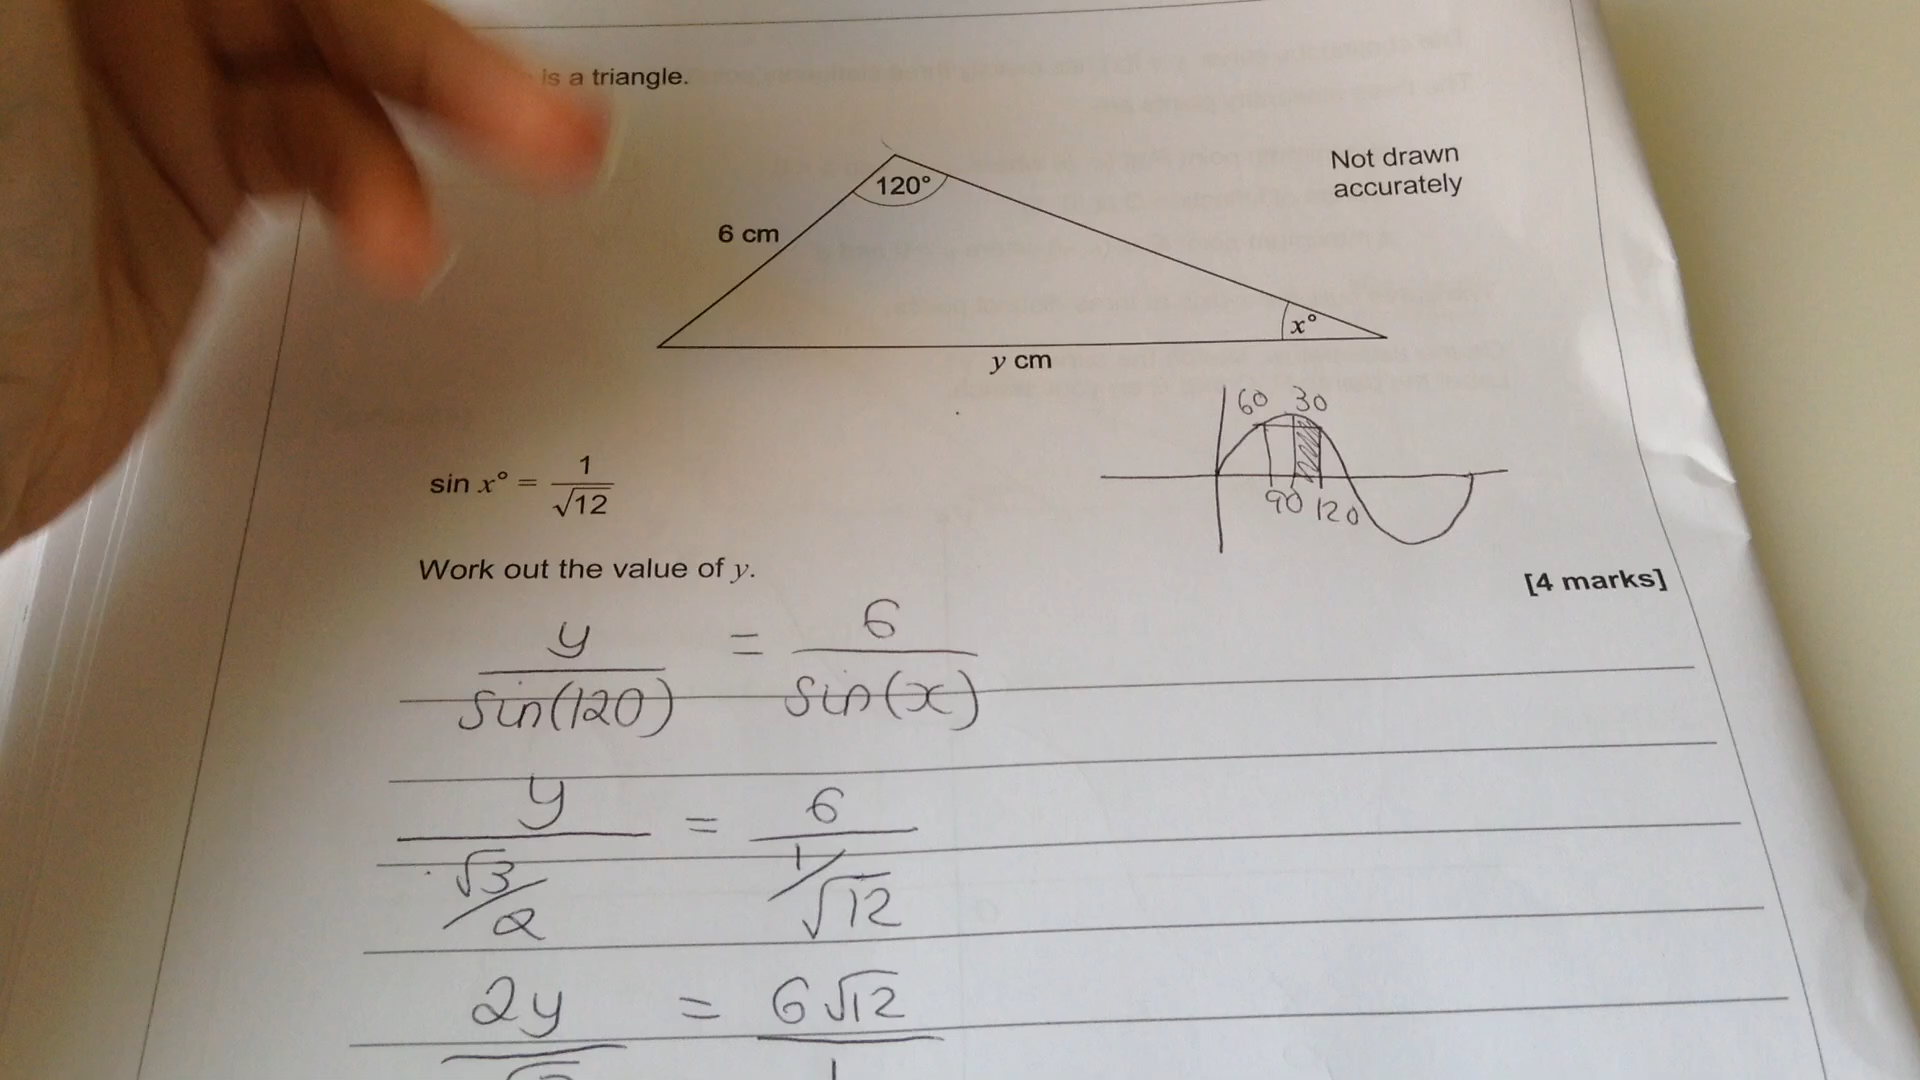 is a triangle.
120°
Not drawn
accurately
6 cm
x°
y cm
60 30
90 120
sin x° = 1/√12
Work out the value of y.
[4 marks]
y/sin(120) = 6/sin(x)
y/(√3/2) = 6/(1/√12)
2y = 6√12
1